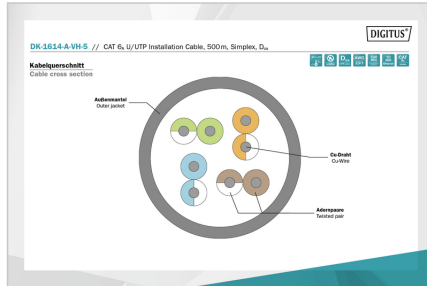 DIGITUS®
DK-1614-A-VH-5 // CAT 6A U/UTP Installation Cable, 500m, Simplex, Dca
Kabelquerschnitt
Cable cross section
Außenmantel
Outer jacket
Cu-Draht
Cu-Wire
Adernpaare
Twisted pair